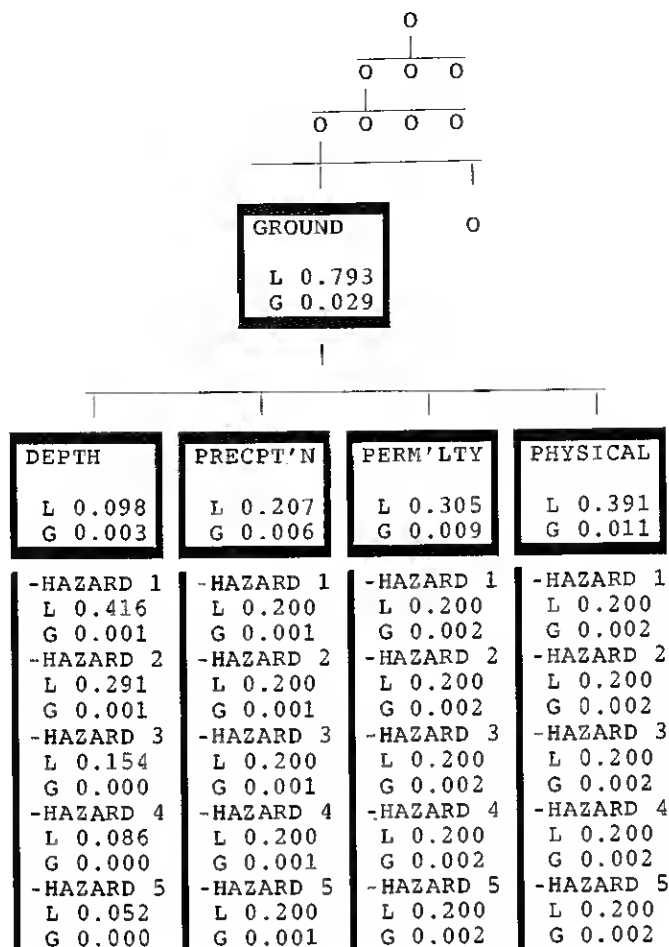 O
O O O
O O O O
GROUND
O
L 0.793
G 0.029
DEPTH
L 0.098
G 0.003
-HAZARD 1
L 0.416
G 0.001
-HAZARD 2
L 0.291
G 0.001
-HAZARD 3
L 0.154
G 0.000
-HAZARD 4
L 0.086
G 0.000
-HAZARD 5
L 0.052
G 0.000
PRECPT'N
L 0.207
G 0.006
-HAZARD 1
L 0.200
G 0.001
-HAZARD 2
L 0.200
G 0.001
-HAZARD 3
L 0.200
G 0.001
-HAZARD 4
L 0.200
G 0.001
-HAZARD 5
L 0.200
G 0.001
PERM'LTY
L 0.305
G 0.009
-HAZARD 1
L 0.200
G 0.002
-HAZARD 2
L 0.200
G 0.002
-HAZARD 3
L 0.200
G 0.002
-HAZARD 4
L 0.200
G 0.002
-HAZARD 5
L 0.200
G 0.002
PHYSICAL
L 0.391
G 0.011
-HAZARD 1
L 0.200
G 0.002
-HAZARD 2
L 0.200
G 0.002
-HAZARD 3
L 0.200
G 0.002
-HAZARD 4
L 0.200
G 0.002
-HAZARD 5
L 0.200
G 0.002